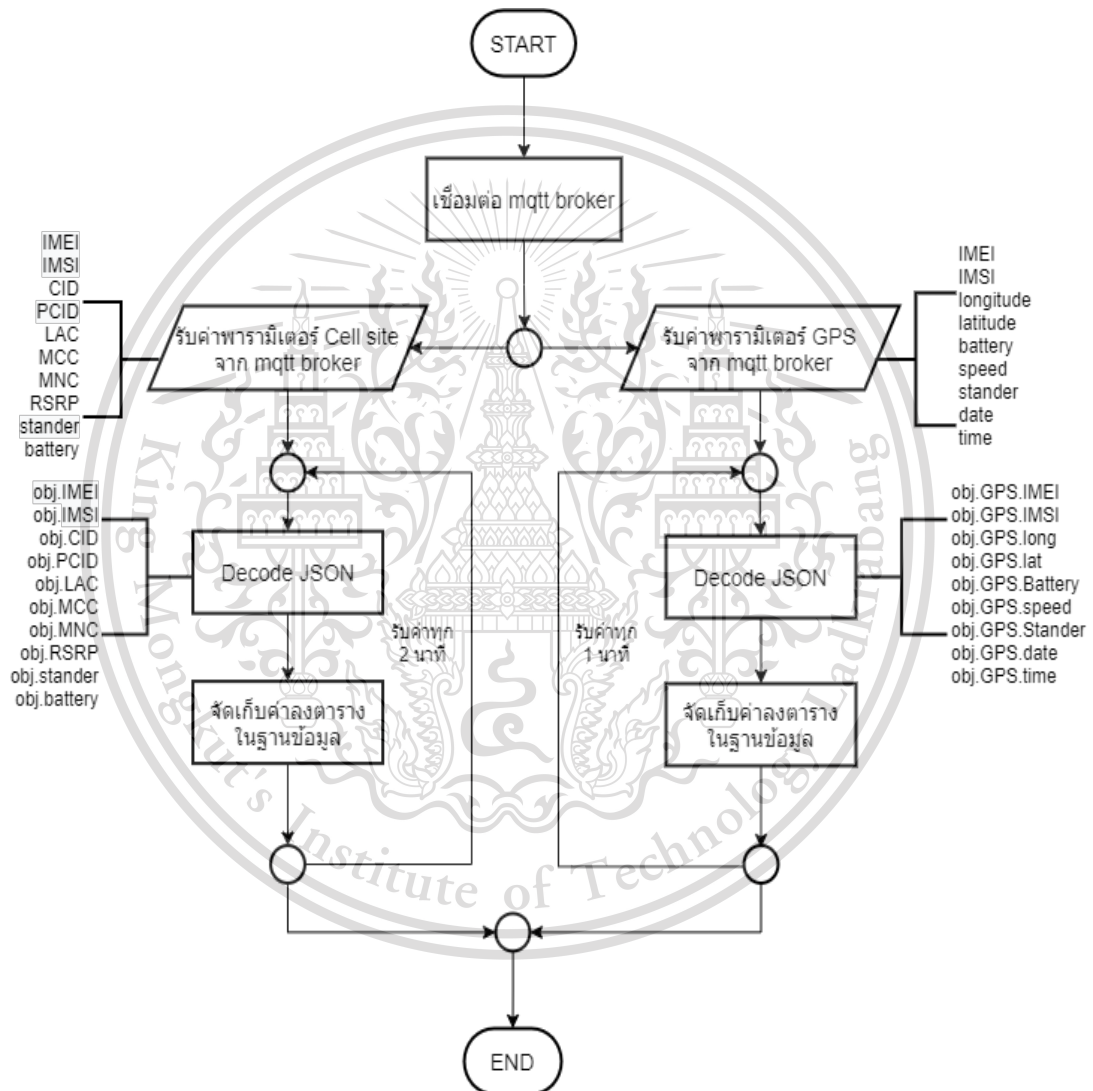 START
เชื่อมต่อ mqtt broker
IMEI
IMSI
CID
PCID
LAC
MCC
MNC
RSRP
stander
battery
รับค่าพารามิเตอร์ Cell site
จาก mqtt broker
รับค่าพารามิเตอร์ GPS
จาก mqtt broker
IMEI
IMSI
longitude
latitude
battery
speed
stander
date
time
obj.IMEI
obj.IMSI
obj.CID
obj.PCID
obj.LAC
obj.MCC
obj.MNC
obj.RSRP
obj.stander
obj.battery
Decode JSON
รับค่าทุก
2 นาที
รับค่าทุก
1 นาที
Decode JSON
obj.GPS.IMEI
obj.GPS.IMSI
obj.GPS.long
obj.GPS.lat
obj.GPS.Battery
obj.GPS.speed
obj.GPS.Stander
obj.GPS.date
obj.GPS.time
จัดเก็บค่าลงตาราง
ในฐานข้อมูล
จัดเก็บค่าลงตาราง
ในฐานข้อมูล
END
King Mongkut's Institute of Technology Ladkrabang